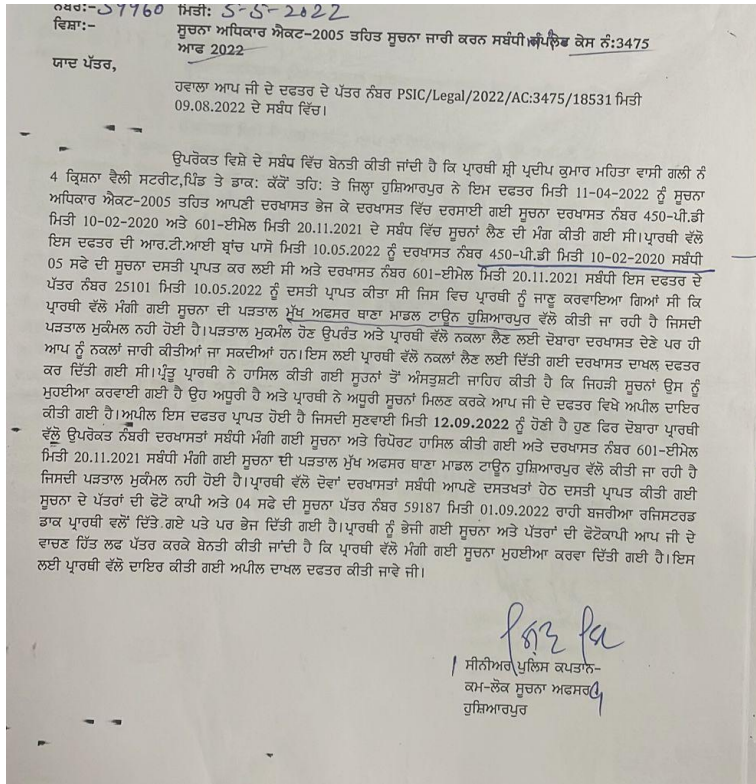 ਨੰਬਰ:-59960 ਮਿਤੀ: 5-5-2022
ਵਿਸ਼ਾ:- ਸੂਚਨਾ ਅਧਿਕਾਰ ਐਕਟ-2005 ਤਹਿਤ ਸੂਚਨਾ ਜਾਰੀ ਕਰਨ ਸਬੰਧੀ। ਕੇਸ ਨੰ:3475
ਆਫ 2022
ਯਾਦ ਪੱਤਰ,
ਹਵਾਲਾ ਆਪ ਜੀ ਦੇ ਦਫਤਰ ਦੇ ਪੱਤਰ ਨੰਬਰ PSIC/Legal/2022/AC:3475/18531 ਮਿਤੀ
09.08.2022 ਦੇ ਸਬੰਧ ਵਿੱਚ।
ਉਪਰੋਕਤ ਵਿਸ਼ੇ ਦੇ ਸਬੰਧ ਵਿੱਚ ਬੇਨਤੀ ਕੀਤੀ ਜਾਂਦੀ ਹੈ ਕਿ ਪ੍ਰਾਰਥੀ ਸ਼੍ਰੀ ਪ੍ਰਦੀਪ ਕੁਮਾਰ ਮਹਿਤਾ ਵਾਸੀ ਗਲੀ ਨੰ
4 ਕ੍ਰਿਸ਼ਨਾ ਵੈਲੀ ਸਟਰੀਟ,ਪਿੰਡ ਤੇ ਡਾਕ: ਕੱਕੋਂ ਤਹਿ: ਤੇ ਜਿਲ੍ਹਾ ਹੁਸ਼ਿਆਰਪੁਰ ਨੇ ਇਮ ਦਫਤਰ ਮਿਤੀ 11-04-2022 ਨੂੰ ਸੂਚਨਾ
ਅਧਿਕਾਰ ਐਕਟ-2005 ਤਹਿਤ ਆਪਣੀ ਦਰਖਾਸਤ ਭੇਜ ਕੇ ਦਰਖਾਸਤ ਵਿੱਚ ਦਰਸਾਈ ਗਈ ਸੂਚਨਾ ਦਰਖਾਸਤ ਨੰਬਰ 450-ਪੀ.ਡੀ
ਮਿਤੀ 10-02-2020 ਅਤੇ 601-ਈਮੇਲ ਮਿਤੀ 20.11.2021 ਦੇ ਸਬੰਧ ਵਿੱਚ ਸੂਚਨਾਂ ਲੈਣ ਦੀ ਮੰਗ ਕੀਤੀ ਗਈ ਸੀ।ਪ੍ਰਾਰਥੀ ਵੱਲੋ
ਇਸ ਦਫਤਰ ਦੀ ਆਰ.ਟੀ.ਆਈ ਬ੍ਰਾਂਚ ਪਾਸੋ ਮਿਤੀ 10.05.2022 ਨੂੰ ਦਰਖਾਸਤ ਨੰਬਰ 450-ਪੀ.ਡੀ ਮਿਤੀ 10-02-2020 ਸਬੰਧੀ
05 ਸਫੇ ਦੀ ਸੂਚਨਾ ਦਸਤੀ ਪ੍ਰਾਪਤ ਕਰ ਲਈ ਸੀ ਅਤੇ ਦਰਖਾਸਤ ਨੰਬਰ 601-ਈਮੇਲ ਮਿਤੀ 20.11.2021 ਸਬੰਧੀ ਇਸ ਦਫਤਰ ਦੇ
ਪੱਤਰ ਨੰਬਰ 25101 ਮਿਤੀ 10.05.2022 ਨੂੰ ਦਸਤੀ ਪ੍ਰਾਪਤ ਕੀਤਾ ਸੀ ਜਿਸ ਵਿਚ ਪ੍ਰਾਰਥੀ ਨੂੰ ਜਾਣੂ ਕਰਵਾਇਆ ਗਿਆਂ ਸੀ ਕਿ
ਪ੍ਰਾਰਥੀ ਵੱਲੋਂ ਮੰਗੀ ਗਈ ਸੂਚਨਾ ਦੀ ਪੜਤਾਲ ਮੁੱਖ ਅਫਸਰ ਥਾਣਾ ਮਾਡਲ ਟਾਊਨ ਹੁਸ਼ਿਆਰਪੁਰ ਵੱਲੋਂ ਕੀਤੀ ਜਾ ਰਹੀ ਹੈ ਜਿਸਦੀ
ਪੜਤਾਲ ਮੁਕੰਮਲ ਨਹੀ ਹੋਈ ਹੈ।ਪੜਤਾਲ ਮੁਕਮੰਲ ਹੋਣ ਉਪਰੰਤ ਅਤੇ ਪ੍ਰਾਰਥੀ ਵੱਲੋਂ ਨਕਲਾ ਲੈਣ ਲਈ ਦੋਬਾਰਾ ਦਰਖਾਸਤ ਦੇਣੇ ਪਰ ਹੀ
ਆਪ ਨੂੰ ਨਕਲਾਂ ਜਾਰੀ ਕੀਤੀਆਂ ਜਾ ਸਕਦੀਆਂ ਹਨ।ਇਸ ਲਈ ਪ੍ਰਾਰਥੀ ਵੱਲੋਂ ਨਕਲਾਂ ਲੈਣ ਲਈ ਦਿੱਤੀ ਗਈ ਦਰਖਾਸਤ ਦਾਖਲ ਦਫਤਰ
ਕਰ ਦਿੱਤੀ ਗਈ ਸੀ।ਪ੍ਰੰਤੂ ਪ੍ਰਾਰਥੀ ਨੇ ਹਾਸਿਲ ਕੀਤੀ ਗਈ ਸੂਹਨਾਂ ਤੋਂ ਅੰਸਤੁਸ਼ਟੀ ਜਾਹਿਰ ਕੀਤੀ ਹੈ ਕਿ ਜਿਹੜੀ ਸੂਚਨਾਂ ਉਸ ਨੂੰ
ਮੁਹਈਆ ਕਰਵਾਈ ਗਈ ਹੈ ਉਹ ਅਧੂਰੀ ਹੈ ਅਤੇ ਪ੍ਰਾਰਥੀ ਨੇ ਅਧੂਰੀ ਸੂਚਨਾਂ ਮਿਲਣ ਕਰਕੇ ਆਪ ਜੀ ਦੇ ਦਫਤਰ ਵਿਖੇ ਅਪੀਲ ਦਾਇਰ
ਕੀਤੀ ਗਈ ਹੈ।ਅਪੀਲ ਇਸ ਦਫਤਰ ਪ੍ਰਾਪਤ ਹੋਈ ਹੈ ਜਿਸਦੀ ਸੁਣਵਾਈ ਮਿਤੀ 12.09.2022 ਨੂੰ ਹੋਣੀ ਹੈ ਹੁਣ ਫਿਰ ਦੋਬਾਰਾ ਪ੍ਰਾਰਥੀ
ਵੱਲੋਂ ਉਪਰੋਕਤ ਨੰਬਰੀ ਦਰਖਾਸਤਾਂ ਸਬੰਧੀ ਮੰਗੀ ਗਈ ਸੂਚਨਾ ਅਤੇ ਰਿਪੋਰਟ ਹਾਸਿਲ ਕੀਤੀ ਗਈ ਅਤੇ ਦਰਖਾਸਤ ਨੰਬਰ 601-ਈਮੇਲ
ਮਿਤੀ 20.11.2021 ਸਬੰਧੀ ਮੰਗੀ ਗਈ ਸੂਚਨਾ ਦੀ ਪੜਤਾਲ ਮੁੱਖ ਅਫਸਰ ਥਾਣਾ ਮਾਡਲ ਟਾਊਨ ਹੁਸ਼ਿਆਰਪੁਰ ਵੱਲੋਂ ਕੀਤੀ ਜਾ ਰਹੀ ਹੈ
ਜਿਸਦੀ ਪੜਤਾਲ ਮੁਕੰਮਲ ਨਹੀ ਹੋਈ ਹੈ।ਪ੍ਰਾਰਥੀ ਵੱਲੋਂ ਦੋਵਾਂ ਦਰਖਾਸਤਾਂ ਸਬੰਧੀ ਆਪਣੇ ਦਸਤਖਤਾਂ ਹੇਠ ਦਸਤੀ ਪ੍ਰਾਪਤ ਕੀਤੀ ਗਈ
ਸੂਚਨਾ ਦੇ ਪੱਤਰਾਂ ਦੀ ਫੋਟੋ ਕਾਪੀ ਅਤੇ 04 ਸਫੇ ਦੀ ਸੂਚਨਾ ਪੱਤਰ ਨੰਬਰ 59187 ਮਿਤੀ 01.09.2022 ਰਾਹੀ ਬਜਰੀਆ ਰਜਿਸਟਰਡ
ਡਾਕ ਪ੍ਰਾਰਥੀ ਵਲੋਂ ਦਿੱਤੇ ਗਏ ਪਤੇ ਪਰ ਭੇਜ ਦਿੱਤੀ ਗਈ ਹੈ।ਪ੍ਰਾਰਥੀ ਨੂੰ ਭੇਜੀ ਗਈ ਸੂਚਨਾ ਅਤੇ ਪੱਤਰਾਂ ਦੀ ਫੋਟੋਕਾਪੀ ਆਪ ਜੀ ਦੇ
ਵਾਚਣ ਹਿੱਤ ਲਫ ਪੱਤਰ ਕਰਕੇ ਬੇਨਤੀ ਕੀਤੀ ਜਾਂਦੀ ਹੈ ਕਿ ਪ੍ਰਾਰਥੀ ਵੱਲੋਂ ਮੰਗੀ ਗਈ ਸੂਚਨਾ ਮੁਹਈਆ ਕਰਵਾ ਦਿੱਤੀ ਗਈ ਹੈ।ਇਸ
ਲਈ ਪ੍ਰਾਰਥੀ ਵੱਲੋਂ ਦਾਇਰ ਕੀਤੀ ਗਈ ਅਪੀਲ ਦਾਖਲ ਦਫਤਰ ਕੀਤੀ ਜਾਵੇ ਜੀ।
ਸੀਨੀਅਰ ਪੁਲਿਸ ਕਪਤਾਨ-
ਕਮ-ਲੋਕ ਸੂਚਨਾ ਅਫਸਰ
ਹੁਸ਼ਿਆਰਪੁਰ